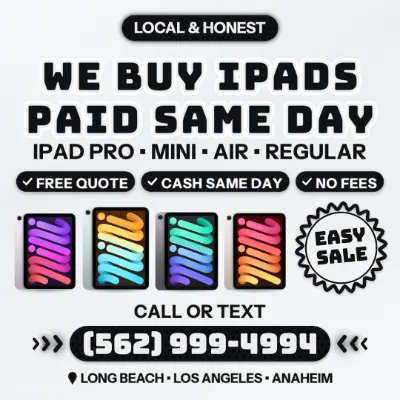 LOCAL & HONEST
WE BUY IPADS
PAID SAME DAY
IPAD PRO ▪ MINI ▪ AIR ▪ REGULAR
✓ FREE QUOTE ✓ CASH SAME DAY ✓ NO FEES
EASY
SALE
CALL OR TEXT
(562) 999-4994
LONG BEACH ▪ LOS ANGELES ▪ ANAHEIM